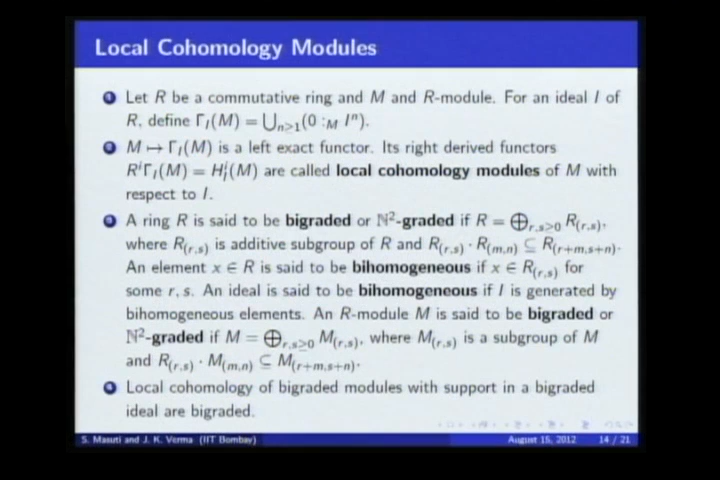 Local Cohomology Modules
1 Let R be a commutative ring and M and R-module. For an ideal I of
R, define Γ_I(M) = ⋃_{n≥1}(0 :_M I^n).
2 M ↦ Γ_I(M) is a left exact functor. Its right derived functors
R^iΓ_I(M) = H^i_I(M) are called local cohomology modules of M with
respect to I.
3 A ring R is said to be bigraded or ℕ²-graded if R = ⊕_{r,s≥0} R_{(r,s)},
where R_{(r,s)} is additive subgroup of R and R_{(r,s)} · R_{(m,n)} ⊆ R_{(r+m,s+n)}.
An element x ∈ R is said to be bihomogeneous if x ∈ R_{(r,s)} for
some r, s. An ideal is said to be bihomogeneous if I is generated by
bihomogeneous elements. An R-module M is said to be bigraded or
ℕ²-graded if M = ⊕_{r,s≥0} M_{(r,s)}, where M_{(r,s)} is a subgroup of M
and R_{(r,s)} · M_{(m,n)} ⊆ M_{(r+m,s+n)}.
4 Local cohomology of bigraded modules with support in a bigraded
ideal are bigraded.
S. Masuti and J. K. Verma (IIT Bombay) August 15, 2012 14 / 21